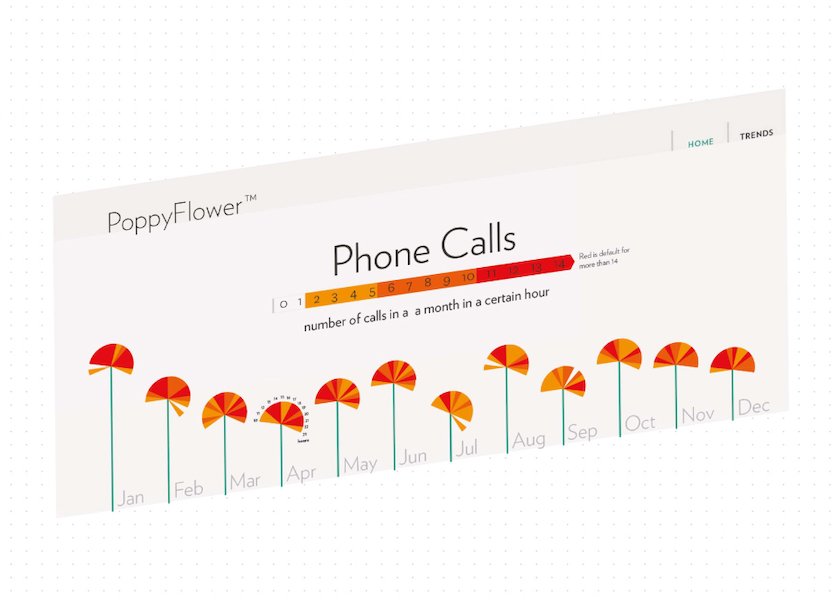 HOME
TRENDS
PoppyFlower™
Phone Calls
0 1 2 3 4 5 6 7 8 9 10 11 12 13 14
Red is default for
more than 14
number of calls in a a month in a certain hour
hours
Jan
Feb
Mar
Apr
May
Jun
Jul
Aug
Sep
Oct
Nov
Dec